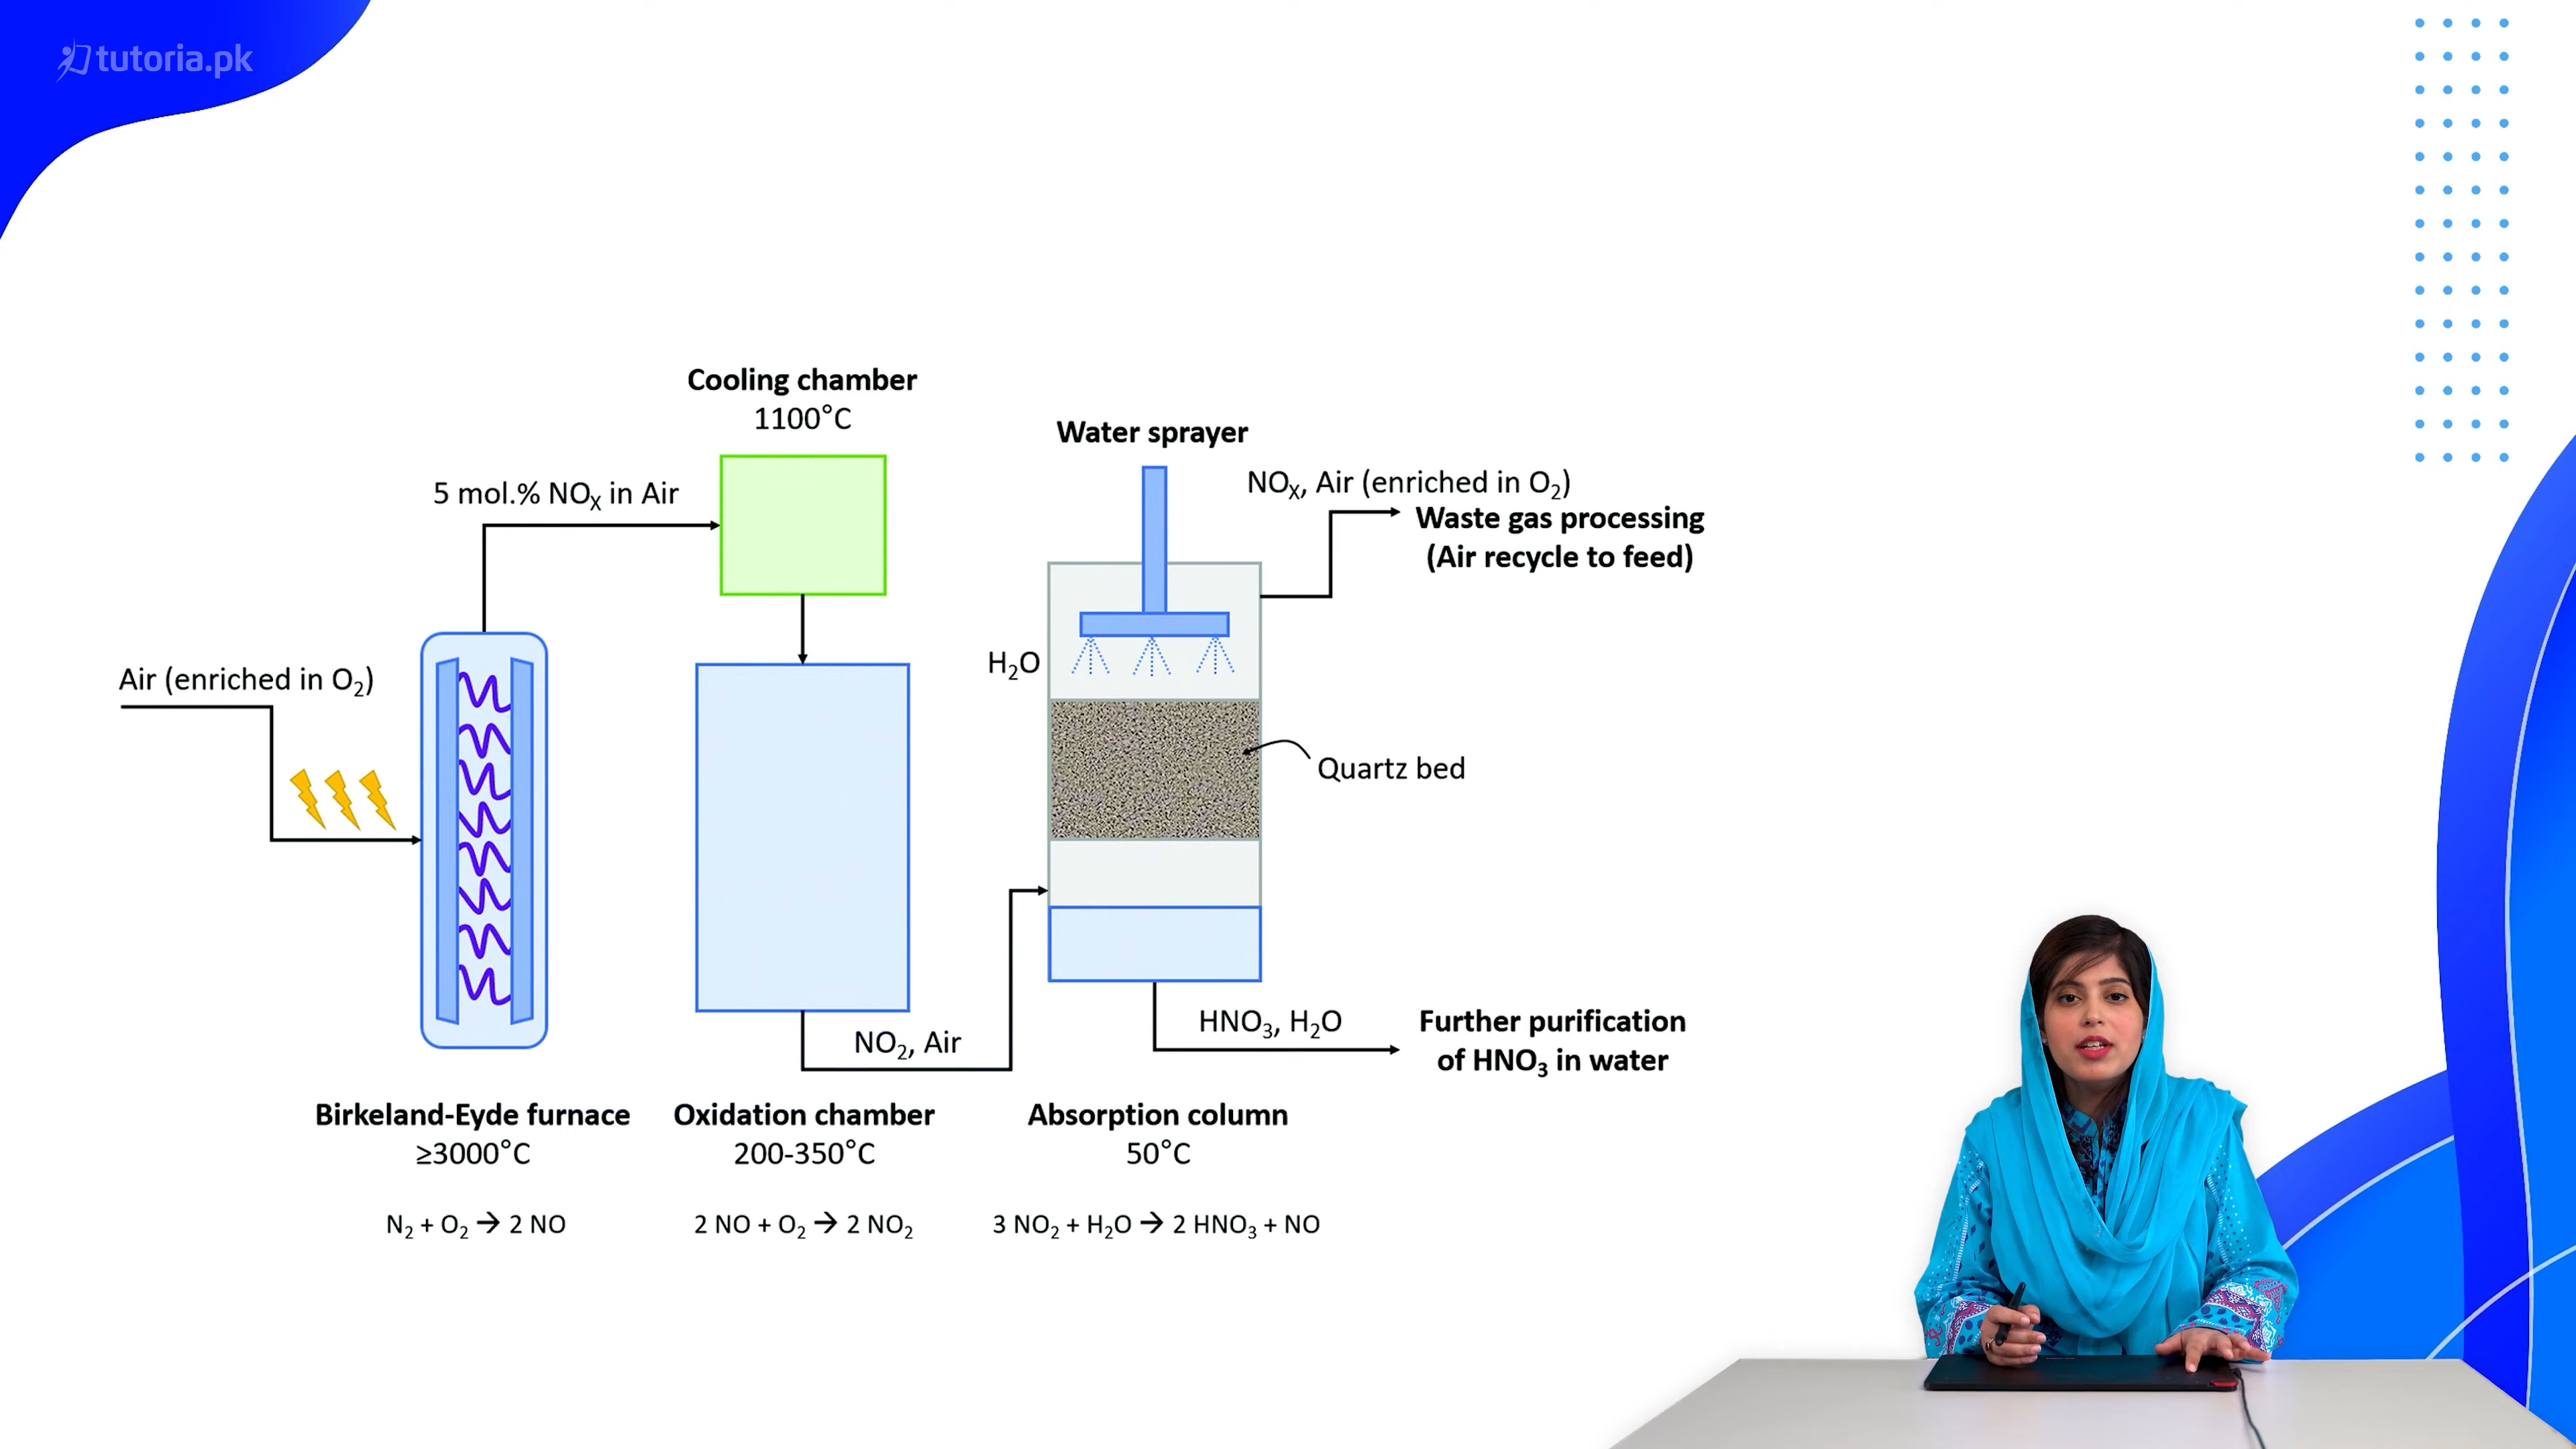 tutoria.pk
Cooling chamber
1100°C
Water sprayer
5 mol.% NOX in Air
NOX, Air (enriched in O2)
Waste gas processing
(Air recycle to feed)
Air (enriched in O2)
H2O
Quartz bed
HNO3, H2O
Further purification
of HNO3 in water
NO2, Air
Birkeland-Eyde furnace
≥3000°C
N2 + O2 → 2 NO
Oxidation chamber
200-350°C
2 NO + O2 → 2 NO2
Absorption column
50°C
3 NO2 + H2O → 2 HNO3 + NO